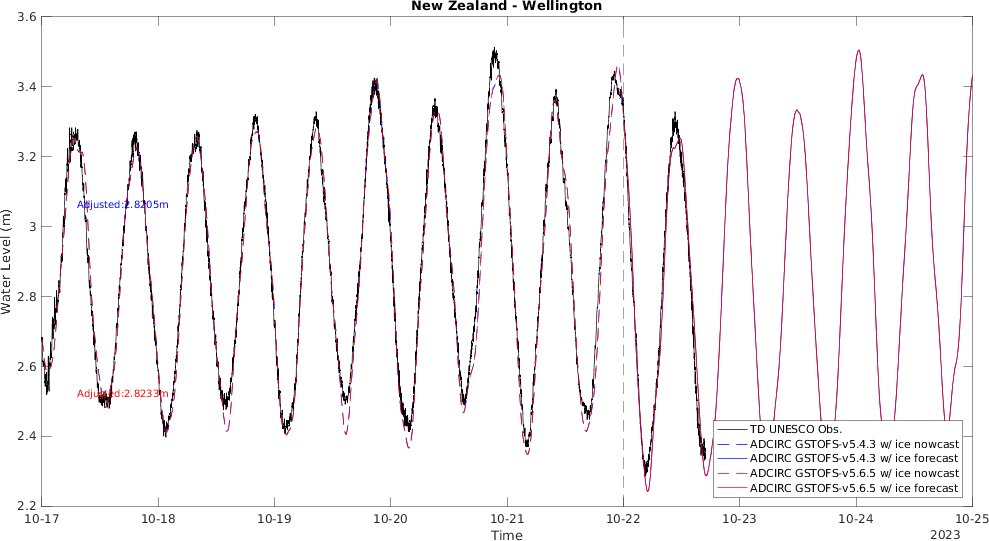 New Zealand - Wellington
3.6
3.4
3.2
3
2.8
2.6
2.4
2.2
Water Level (m)
Adjusted:2.8205m
Adjusted:2.8233m
TD UNESCO Obs.
ADCIRC GSTOFS-v5.4.3 w/ ice nowcast
ADCIRC GSTOFS-v5.4.3 w/ ice forecast
ADCIRC GSTOFS-v5.6.5 w/ ice nowcast
ADCIRC GSTOFS-v5.6.5 w/ ice forecast
10-17 10-18 10-19 10-20 10-21 10-22 10-23 10-24 10-25
Time
2023